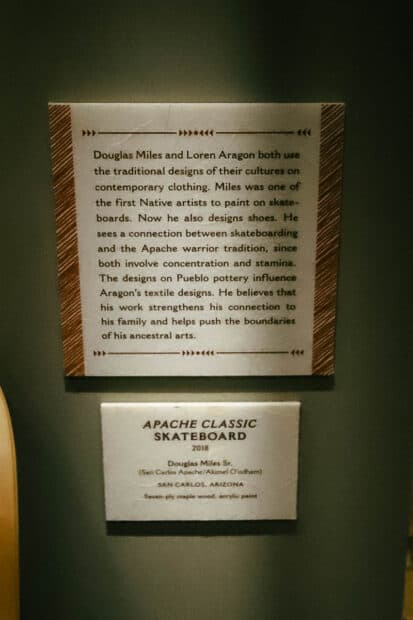 Douglas Miles and Loren Aragon both use
the traditional designs of their cultures on
contemporary clothing. Miles was one of
the first Native artists to paint on skate-
boards. Now he also designs shoes. He
sees a connection between skateboarding
and the Apache warrior tradition, since
both involve concentration and stamina.
The designs on Pueblo pottery influence
Aragon's textile designs. He believes that
his work strengthens his connection to
his family and helps push the boundaries
of his ancestral arts.
APACHE CLASSIC
SKATEBOARD
2018
Douglas Miles Sr.
(San Carlos Apache/Akimel O'odham)
SAN CARLOS, ARIZONA
Seven-ply maple wood, acrylic paint